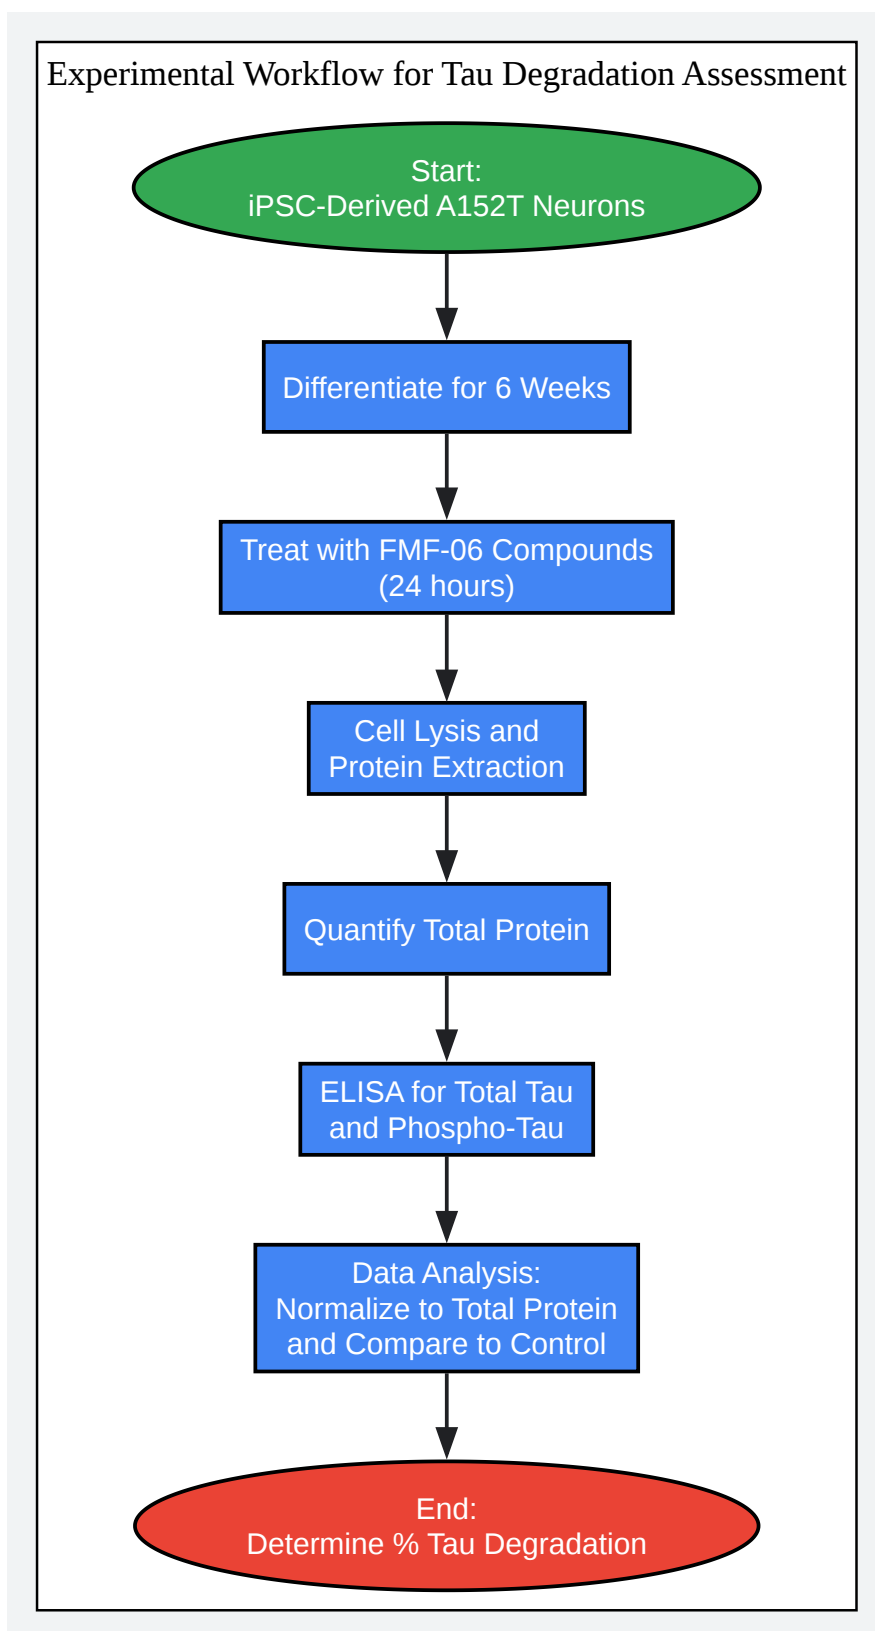 Experimental Workflow for Tau Degradation Assessment
Start:
iPSC-Derived A152T Neurons
Differentiate for 6 Weeks
Treat with FMF-06 Compounds
(24 hours)
Cell Lysis and
Protein Extraction
Quantify Total Protein
ELISA for Total Tau
and Phospho-Tau
Data Analysis:
Normalize to Total Protein
and Compare to Control
End:
Determine % Tau Degradation